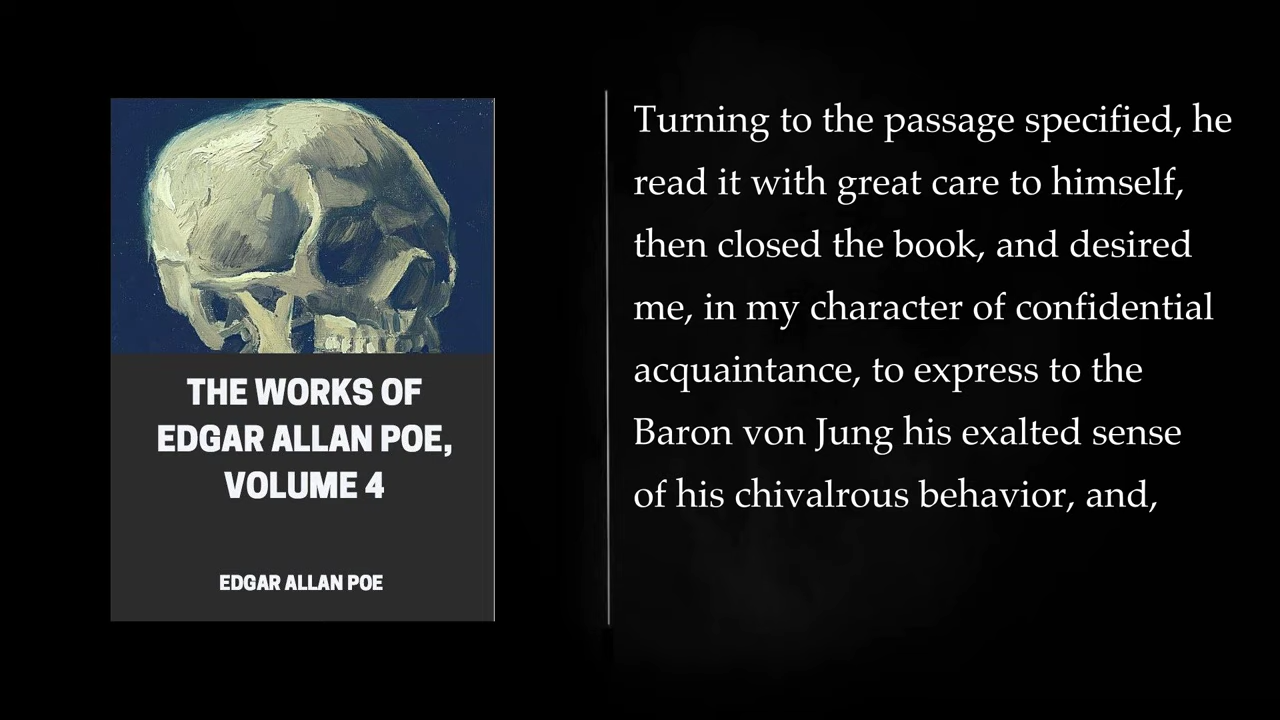 THE WORKS OF
EDGAR ALLAN POE,
VOLUME 4
EDGAR ALLAN POE
Turning to the passage specified, he
read it with great care to himself,
then closed the book, and desired
me, in my character of confidential
acquaintance, to express to the
Baron von Jung his exalted sense
of his chivalrous behavior, and,